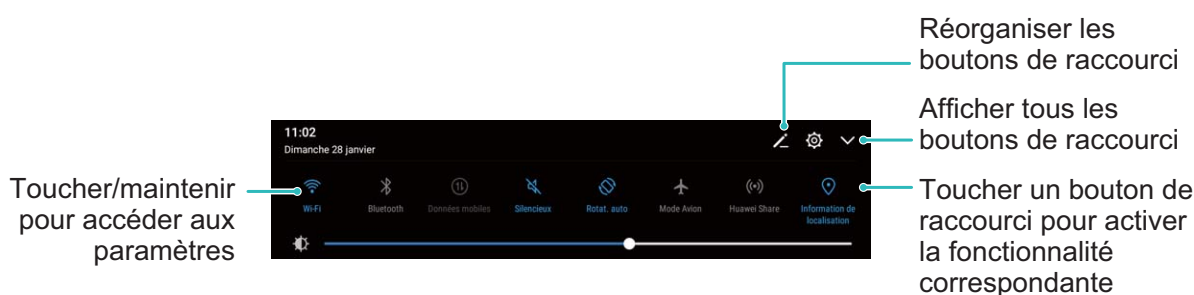 Réorganiser les
boutons de raccourci
Afficher tous les
boutons de raccourci
11:02
Dimanche 28 janvier
Toucher/maintenir
pour accéder aux
paramètres
Wi-Fi
Bluetooth
Données mobiles
Silencieux
Rotat. auto
Mode Avion
Huawei Share
Information de
localisation
Toucher un bouton de
raccourci pour activer
la fonctionnalité
correspondante